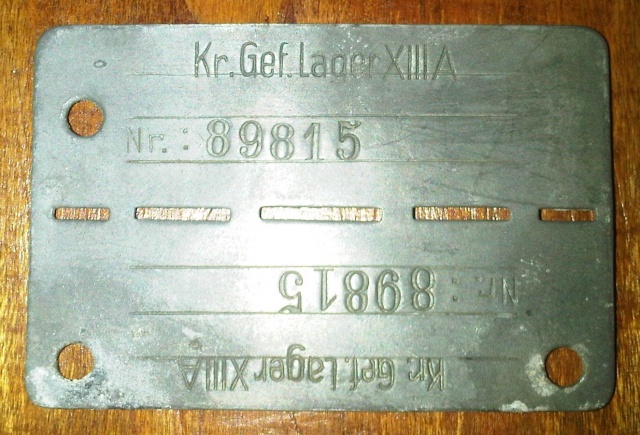 Kr. Gef. Lager XIII A
Nr.: 89815
Nr.: 89815
Kr. Gef. Lager XIII A